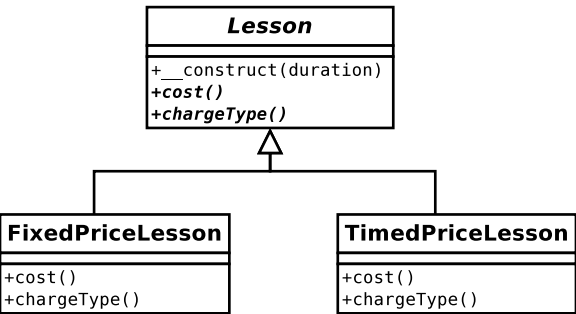 Lesson
+__construct(duration)
+cost()
+chargeType()
FixedPriceLesson
+cost()
+chargeType()
TimedPriceLesson
+cost()
+chargeType()